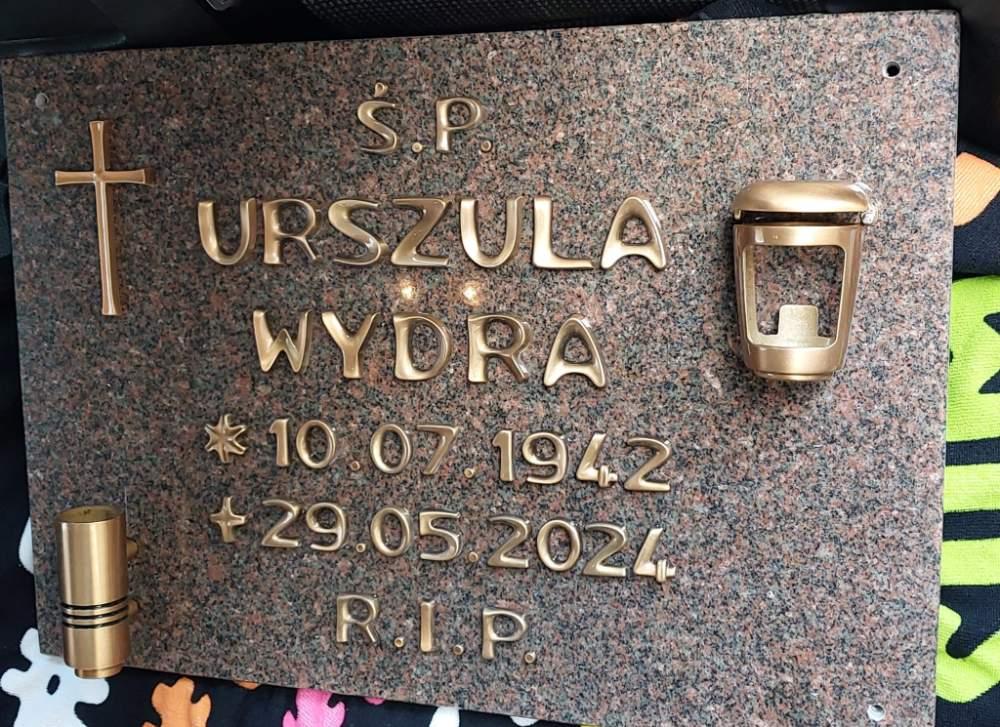 Ś.P.
URSZULA
WYDRA
* 10.07.1942
+ 29.05.2024
R.I.P.